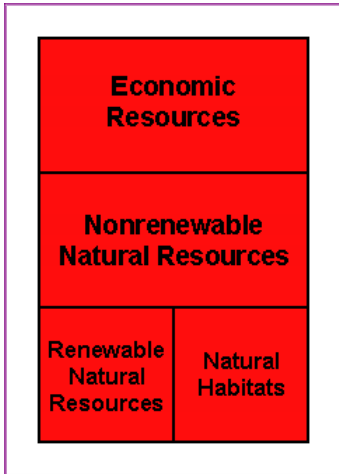 Economic
Resources
Nonrenewable
Natural Resources
Renewable
Natural
Resources
Natural
Habitats